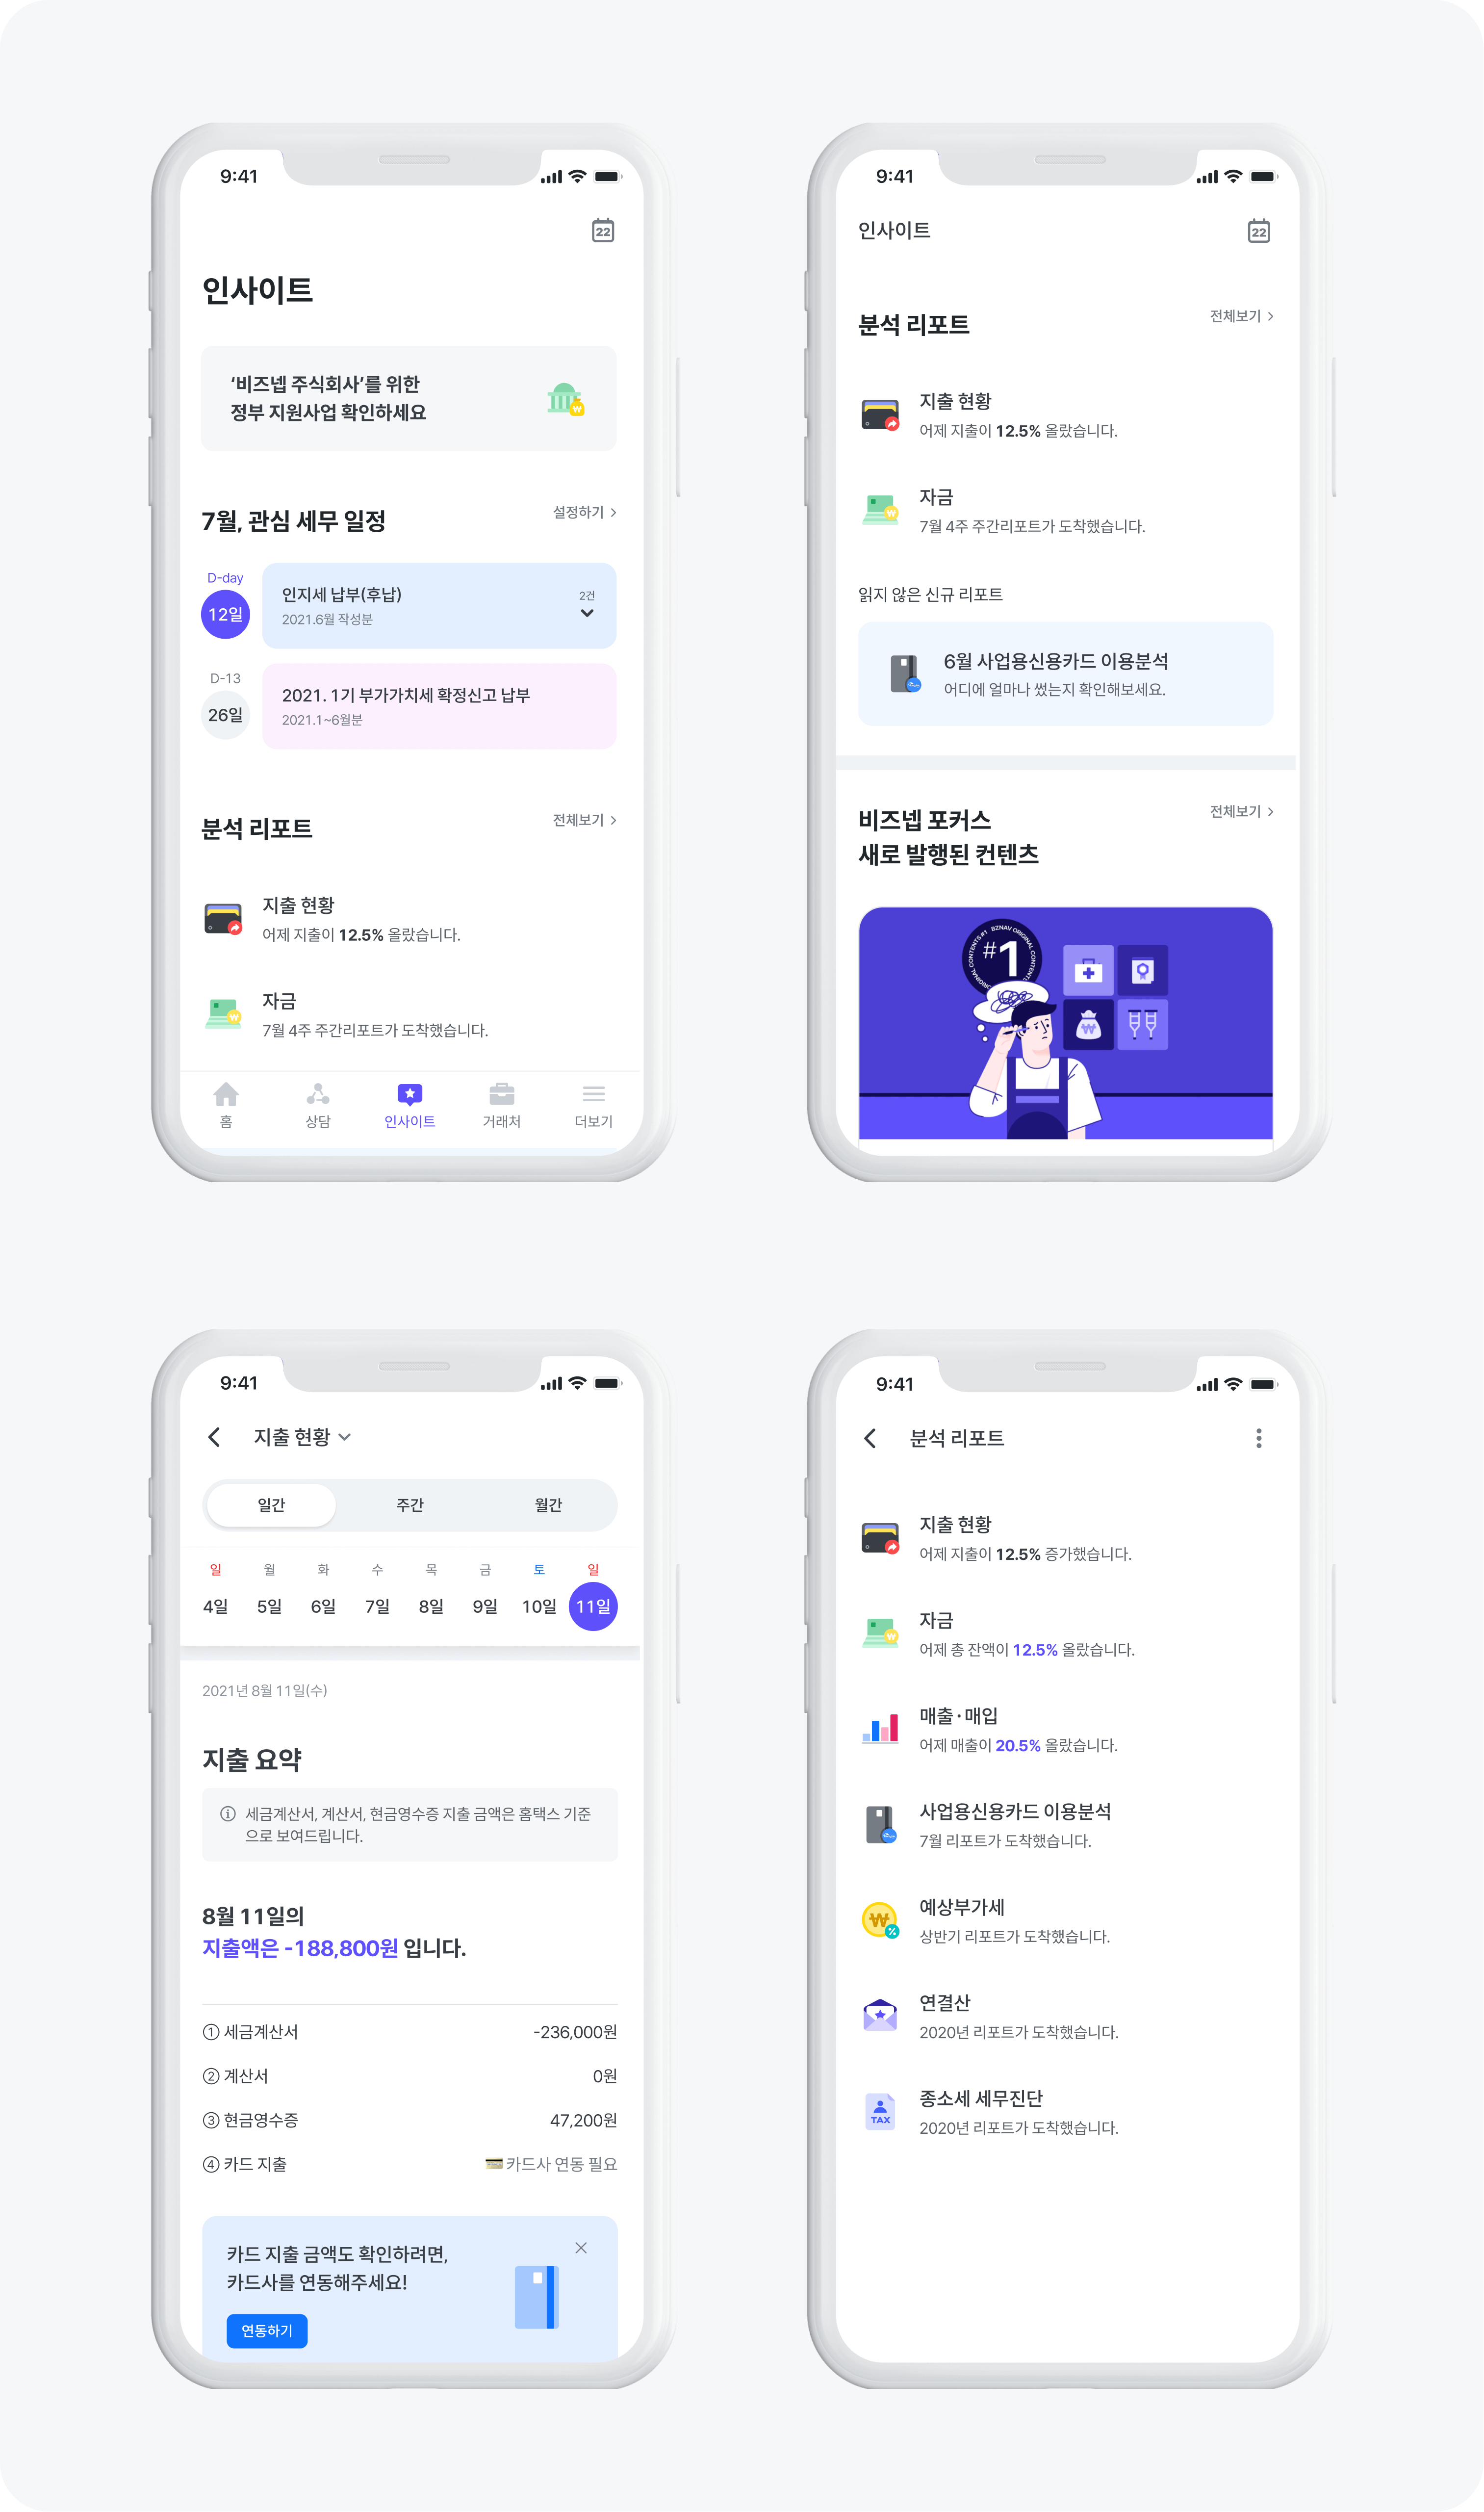 9:41
22
인사이트
‘비즈넵 주식회사’를 위한
정부 지원사업 확인하세요
7월, 관심 세무 일정
설정하기 >
D-day
12일
인지세 납부(후납)
2021.6월 작성분
2건
D-13
26일
2021. 1기 부가가치세 확정신고 납부
2021.1~6월분
분석 리포트
전체보기 >
지출 현황
어제 지출이 12.5% 올랐습니다.
자금
7월 4주 주간리포트가 도착했습니다.
홈 상담 인사이트 거래처 더보기
9:41
인사이트
22
분석 리포트
전체보기 >
지출 현황
어제 지출이 12.5% 올랐습니다.
자금
7월 4주 주간리포트가 도착했습니다.
읽지 않은 신규 리포트
6월 사업용신용카드 이용분석
어디에 얼마나 썼는지 확인해보세요.
비즈넵 포커스
새로 발행된 컨텐츠
전체보기 >
BZNAV ORIGINAL CONTENTS #1
#1
9:41
지출 현황
일간 주간 월간
일 월 화 수 목 금 토 일
4일 5일 6일 7일 8일 9일 10일 11일
2021년 8월 11일(수)
지출 요약
세금계산서, 계산서, 현금영수증 지출 금액은 홈택스 기준
으로 보여드립니다.
8월 11일의
지출액은 -188,800원 입니다.
① 세금계산서 -236,000원
② 계산서 0원
③ 현금영수증 47,200원
④ 카드 지출 카드사 연동 필요
카드 지출 금액도 확인하려면,
카드사를 연동해주세요!
연동하기
9:41
분석 리포트
지출 현황
어제 지출이 12.5% 증가했습니다.
자금
어제 총 잔액이 12.5% 올랐습니다.
매출·매입
어제 매출이 20.5% 올랐습니다.
사업용신용카드 이용분석
7월 리포트가 도착했습니다.
예상부가세
상반기 리포트가 도착했습니다.
연결산
2020년 리포트가 도착했습니다.
TAX
종소세 세무진단
2020년 리포트가 도착했습니다.